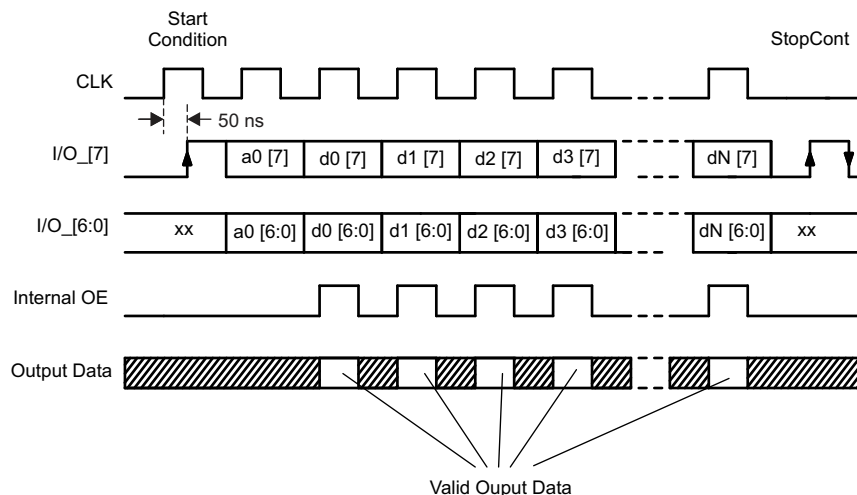 Start
Condition
StopCont
CLK
50 ns
I/O_[7]
a0 [7] d0 [7] d1 [7] d2 [7] d3 [7] dN [7]
I/O_[6:0]
xx a0 [6:0] d0 [6:0] d1 [6:0] d2 [6:0] d3 [6:0] dN [6:0] xx
Internal OE
Output Data
Valid Ouput Data